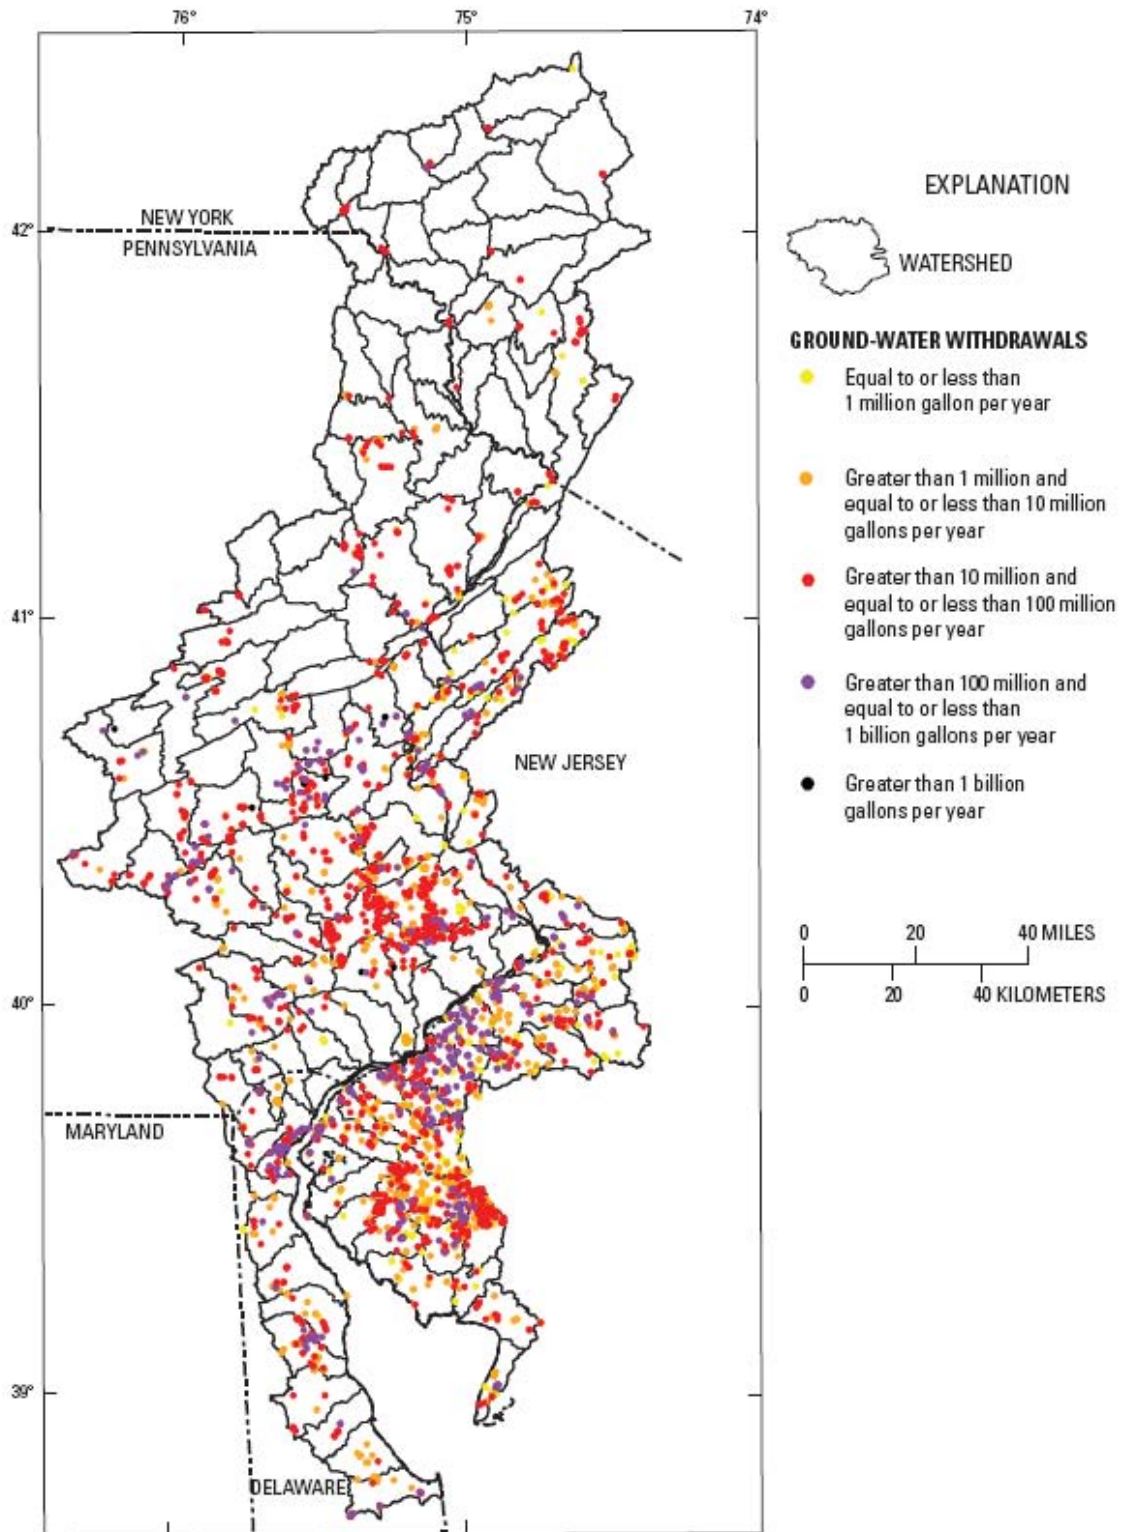 76°
75°
74°
42°
NEW YORK
PENNSYLVANIA
EXPLANATION
WATERSHED
GROUND-WATER WITHDRAWALS
Equal to or less than
1 million gallon per year
Greater than 1 million and
equal to or less than 10 million
gallons per year
Greater than 10 million and
equal to or less than 100 million
gallons per year
Greater than 100 million and
equal to or less than
1 billion gallons per year
Greater than 1 billion
gallons per year
41°
NEW JERSEY
0 20 40 MILES
0 20 40 KILOMETERS
40°
MARYLAND
39°
DELAWARE
75°